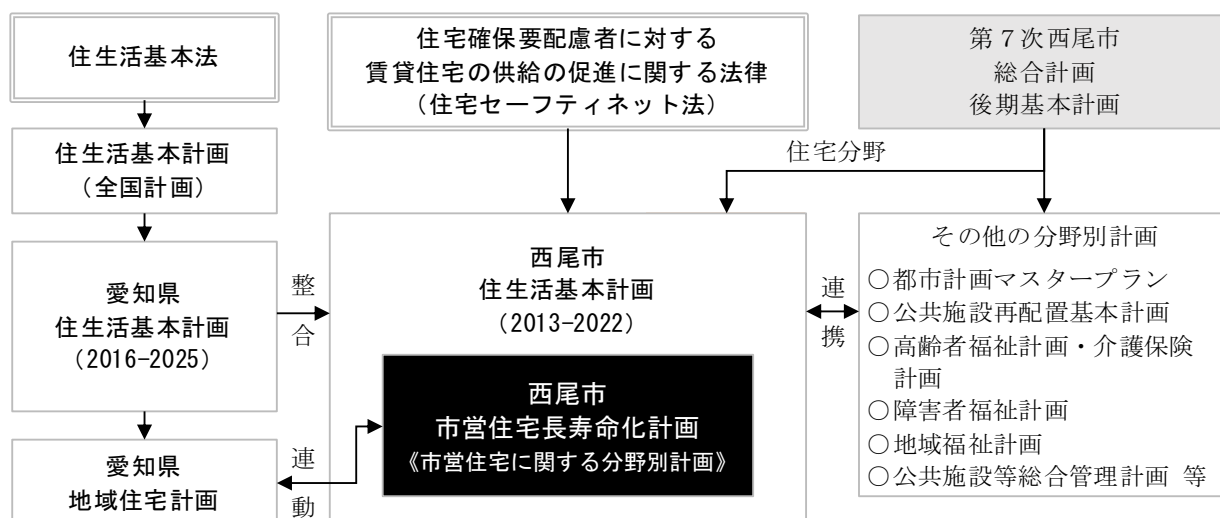 住生活基本法
住宅確保要配慮者に対する
賃貸住宅の供給の促進に関する法律
（住宅セーフティネット法）
第７次西尾市
総合計画
後期基本計画
住生活基本計画
（全国計画）
住宅分野
愛知県
住生活基本計画
（2016−2025）
整
合
西尾市
住生活基本計画
（2013−2022）
連
携
その他の分野別計画
○都市計画マスタープラン
○公共施設再配置基本計画
○高齢者福祉計画・介護保険
計画
○障害者福祉計画
○地域福祉計画
○公共施設等総合管理計画 等
西尾市
市営住宅長寿命化計画
《市営住宅に関する分野別計画》
愛知県
地域住宅計画
連
動